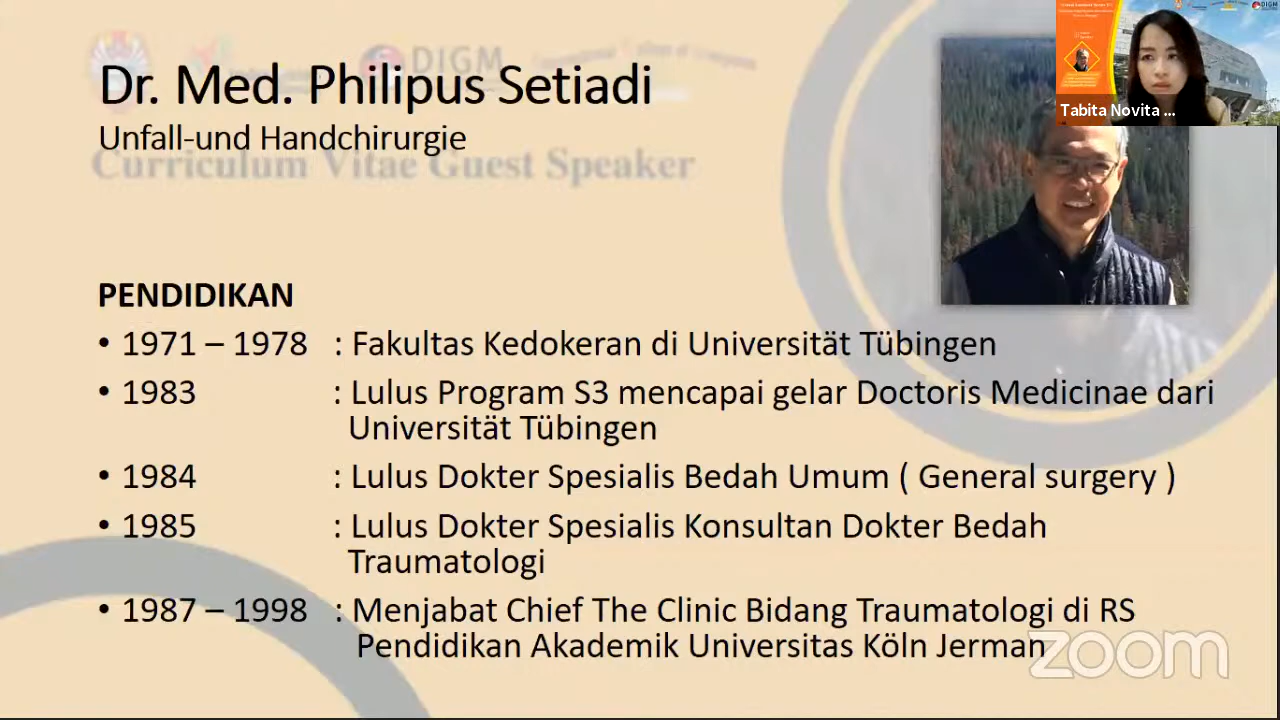 DIGM
Dr. Med. Philipus Setiadi
Unfall-und Handchirurgie
Curriculum Vitae Guest Speaker
Tabita Novita ...
PENDIDIKAN
• 1971 – 1978 : Fakultas Kedokeran di Universität Tübingen
• 1983 : Lulus Program S3 mencapai gelar Doctoris Medicinae dari
Universität Tübingen
• 1984 : Lulus Dokter Spesialis Bedah Umum ( General surgery )
• 1985 : Lulus Dokter Spesialis Konsultan Dokter Bedah
Traumatologi
• 1987 – 1998 : Menjabat Chief The Clinic Bidang Traumatologi di RS
Pendidikan Akademik Universitas Köln Jerman
zoom